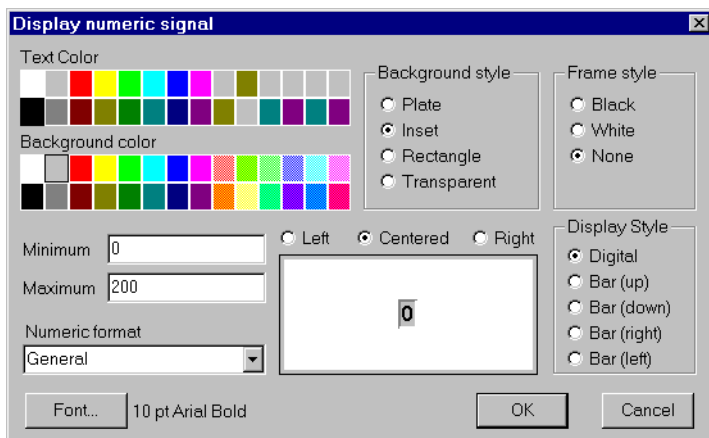 Display numeric signal
Text Color
Background color
Background style
Plate
Inset
Rectangle
Transparent
Frame style
Black
White
None
Minimum 0
Maximum 200
Numeric format
General
Left Centered Right
0
Display Style
Digital
Bar (up)
Bar (down)
Bar (right)
Bar (left)
Font... 10 pt Arial Bold
OK Cancel